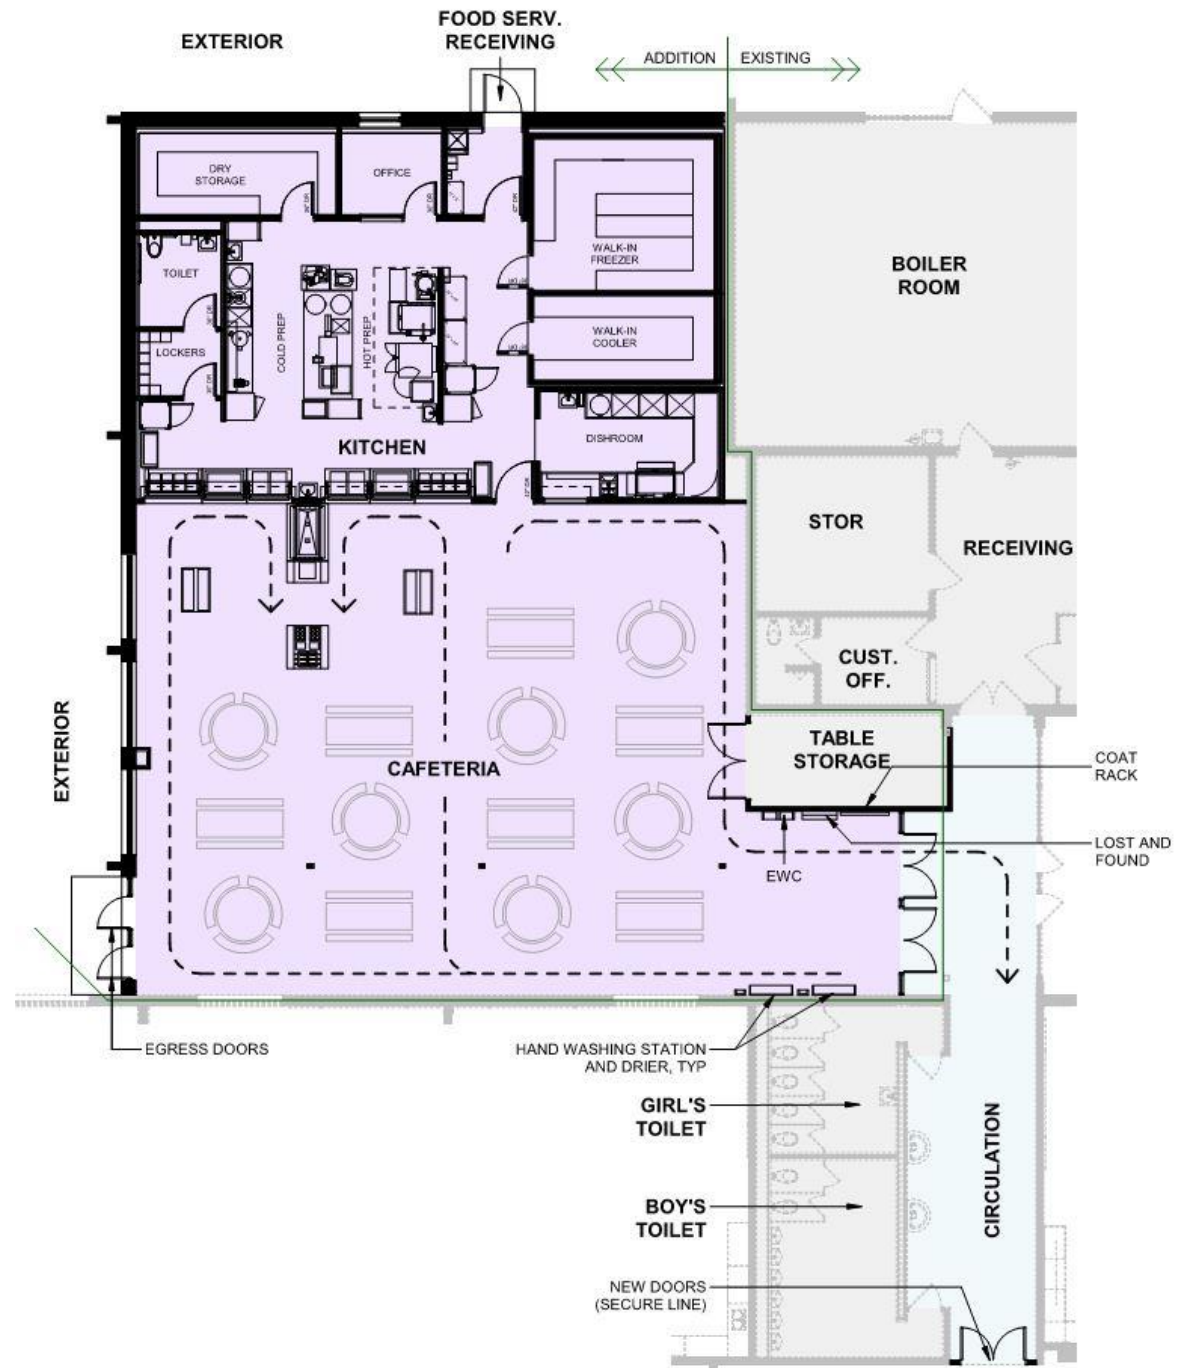 FOOD SERV.
RECEIVING
EXTERIOR
ADDITION
EXISTING
DRY
STORAGE
OFFICE
WALK-IN
FREEZER
BOILER
ROOM
TOILET
COLD PREP
HOT PREP
WALK-IN
COOLER
LOCKERS
KITCHEN
DISHROOM
STOR
RECEIVING
CUST.
OFF.
EXTERIOR
TABLE
STORAGE
CAFETERIA
COAT
RACK
LOST AND
FOUND
EWC
EGRESS DOORS
HAND WASHING STATION
AND DRIER, TYP
GIRL'S
TOILET
CIRCULATION
BOY'S
TOILET
NEW DOORS
(SECURE LINE)